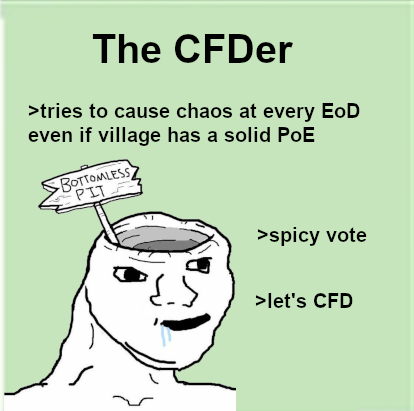 The CFDer
>tries to cause chaos at every EoD
even if village has a solid PoE
BOTTOMLESS
PIT
>spicy vote
>let's CFD